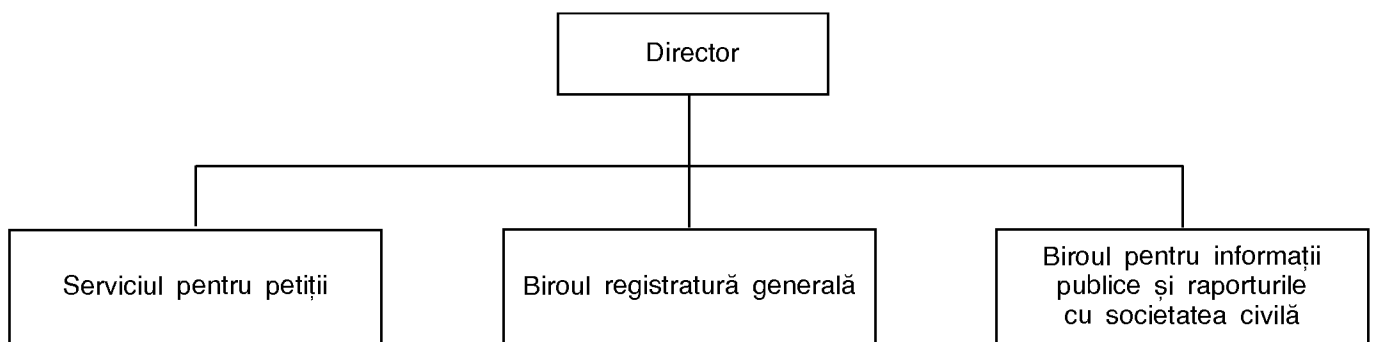 Director
Serviciul pentru petiții
Biroul registratură generală
Biroul pentru informații
publice și raporturile
cu societatea civilă